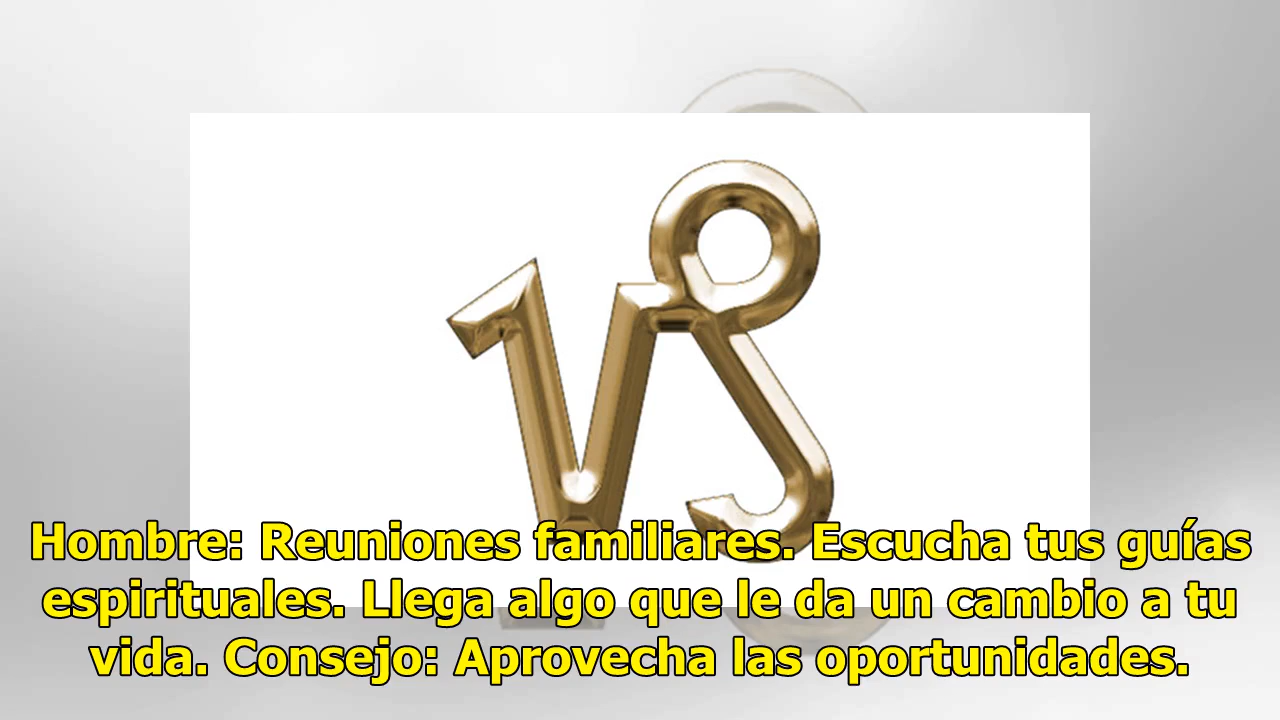 Hombre: Reuniones familiares. Escucha tus guías
espirituales. Llega algo que le da un cambio a tu
vida. Consejo: Aprovecha las oportunidades.